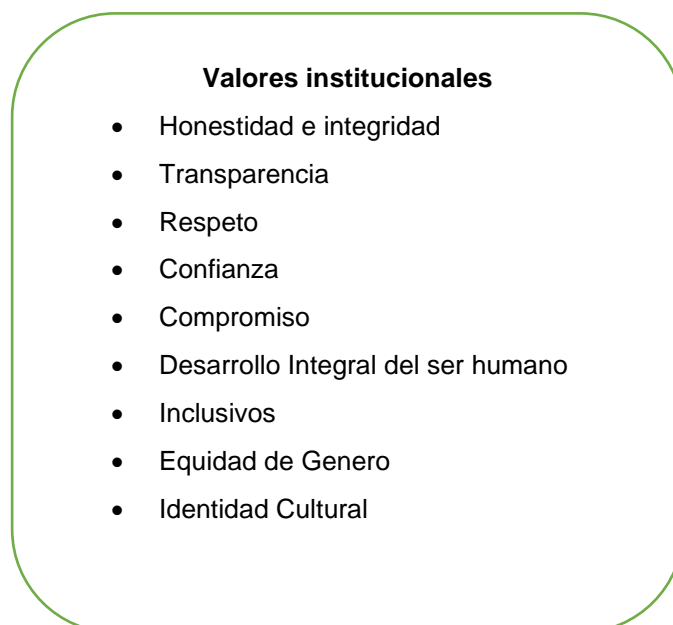 Valores institucionales
• Honestidad e integridad
• Transparencia
• Respeto
• Confianza
• Compromiso
• Desarrollo Integral del ser humano
• Inclusivos
• Equidad de Genero
• Identidad Cultural